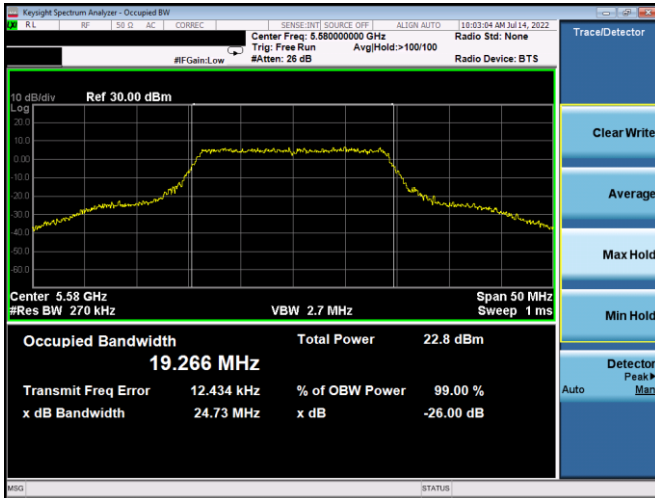 Keysight Spectrum Analyzer - Occupied BW
RL RF 50 Ω AC CORREC SENSE:INT SOURCE OFF ALIGN AUTO 10:03:04 AM Jul 14, 2022
Center Freq: 5.580000000 GHz Radio Std: None
Trig: Free Run Avg|Hold:>100/100
#IFGain:Low #Atten: 26 dB Radio Device: BTS
Trace/Detector
10 dB/div Ref 30.00 dBm
Log
20.0
10.0
0.00
-10.0
-20.0
-30.0
-40.0
-50.0
-60.0
Center 5.58 GHz Span 50 MHz
#Res BW 270 kHz VBW 2.7 MHz Sweep 1 ms
Occupied Bandwidth Total Power 22.8 dBm
19.266 MHz
Transmit Freq Error 12.434 kHz % of OBW Power 99.00 %
x dB Bandwidth 24.73 MHz x dB -26.00 dB
Clear Write
Average
Max Hold
Min Hold
Detector
Peak▶
Auto Man
MSG STATUS